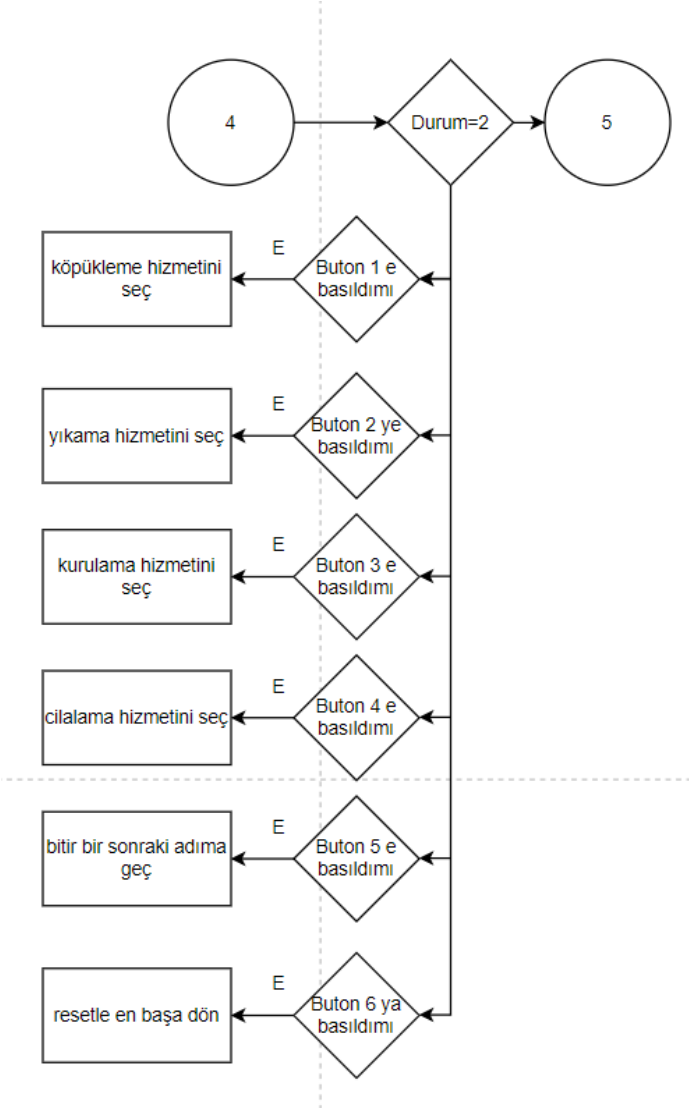 4
Durum=2
5
E
köpükleme hizmetini
seç
Buton 1 e
basıldımı
E
yıkama hizmetini seç
Buton 2 ye
basıldımı
E
kurulama hizmetini
seç
Buton 3 e
basıldımı
E
cilalama hizmetini seç
Buton 4 e
basıldımı
E
bitir bir sonraki adıma
geç
Buton 5 e
basıldımı
E
resetle en başa dön
Buton 6 ya
basıldımı